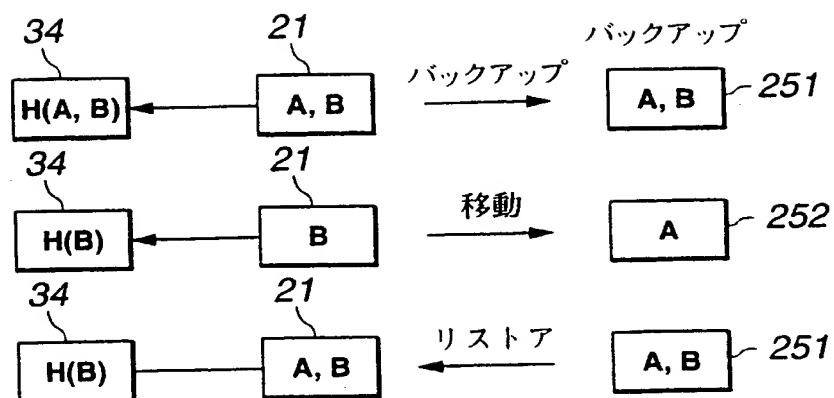 34 21 バックアップ
H(A, B) A, B バックアップ A, B 251
34 21
H(B) B 移動 A 252
34 21
H(B) A, B リストア A, B 251